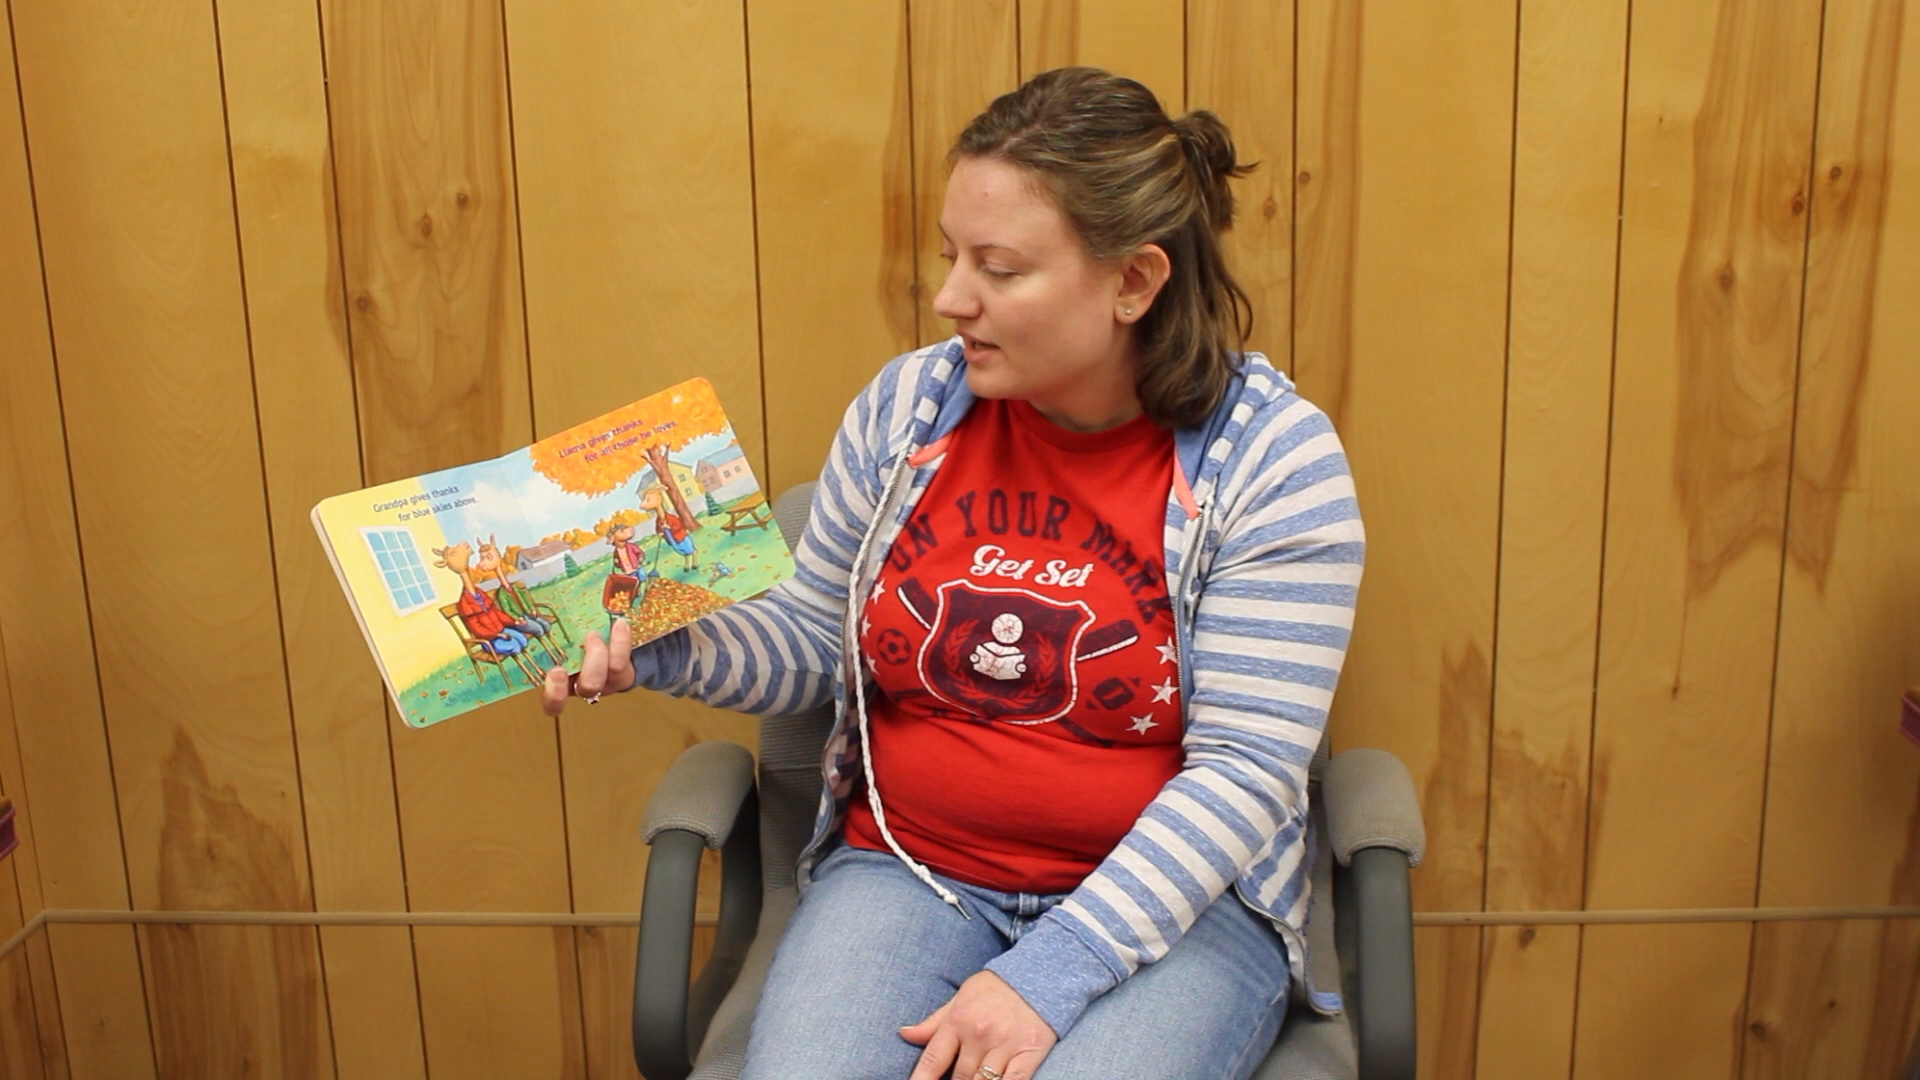 Grandpa gives thanks
for blue skies above.
Llama gives thanks
for all those he loves.
ON YOUR MARK
Get Set